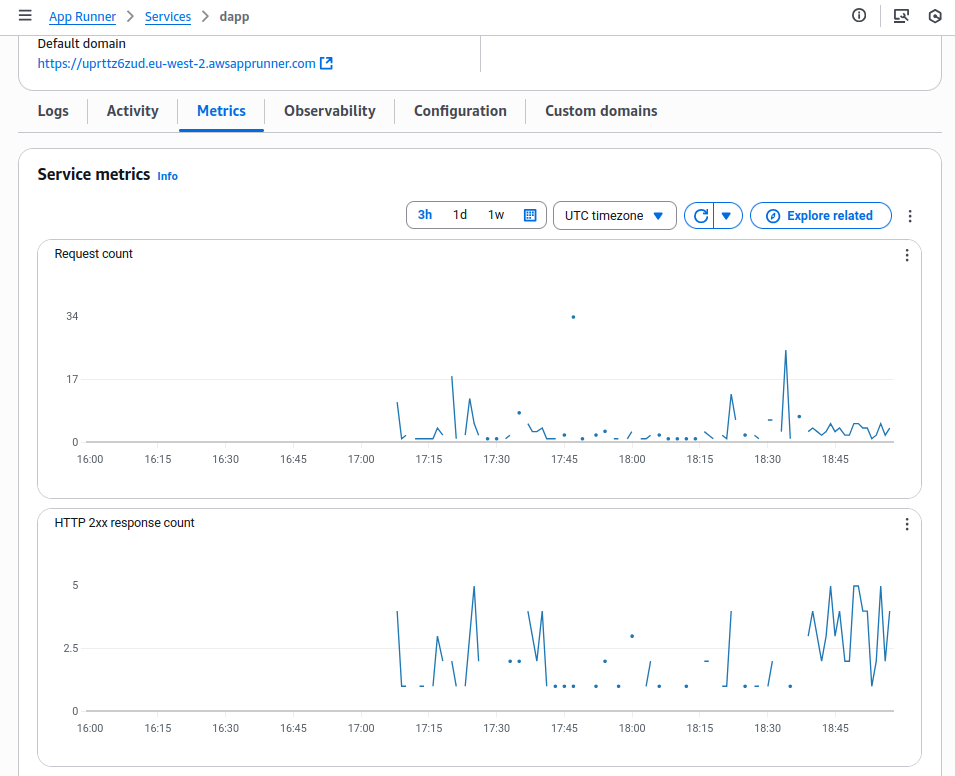 App Runner > Services > dapp
Default domain
https://uprttz6zud.eu-west-2.awsapprunner.com
Logs Activity Metrics Observability Configuration Custom domains
Service metrics Info
3h 1d 1w UTC timezone Explore related
Request count
34
17
0
16:00 16:15 16:30 16:45 17:00 17:15 17:30 17:45 18:00 18:15 18:30 18:45
HTTP 2xx response count
5
2.5
0
16:00 16:15 16:30 16:45 17:00 17:15 17:30 17:45 18:00 18:15 18:30 18:45